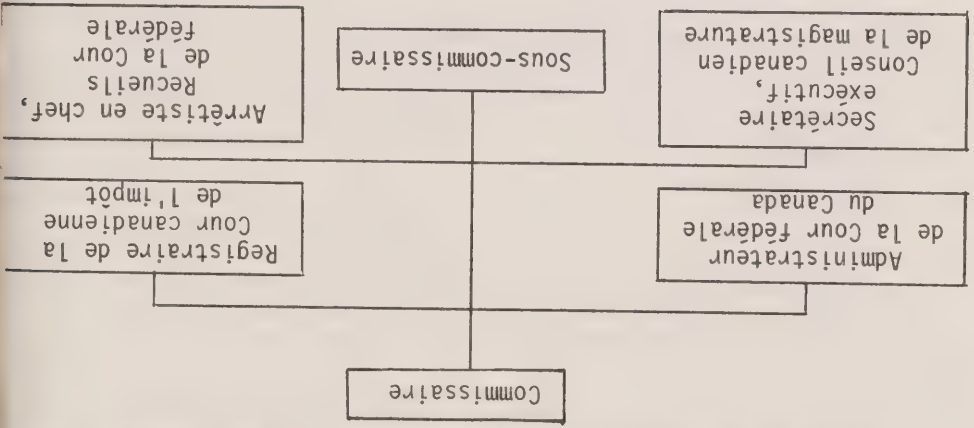 Commissaire
Administrateur
de la Cour fédérale
du Canada
Registraire de la
Cour canadienne
de l'impôt
Secrétaire
exécutif,
Conseil canadien
de la magistrature
Sous-commissaire
Arrêtiste en chef,
Recueils
de la Cour
fédérale